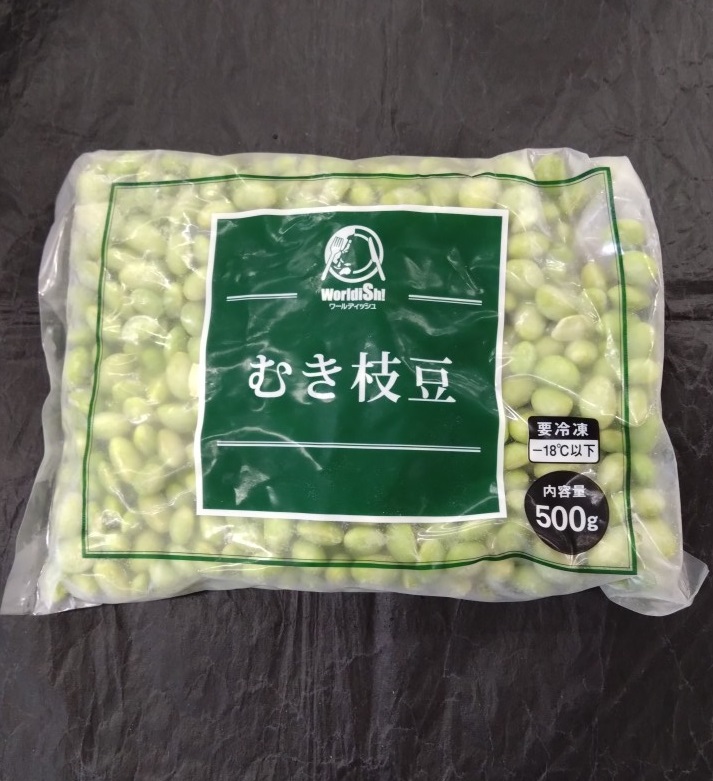 WorldiSh!
ワールディッシュ
むき枝豆
要冷凍
-18℃以下
内容量
500g